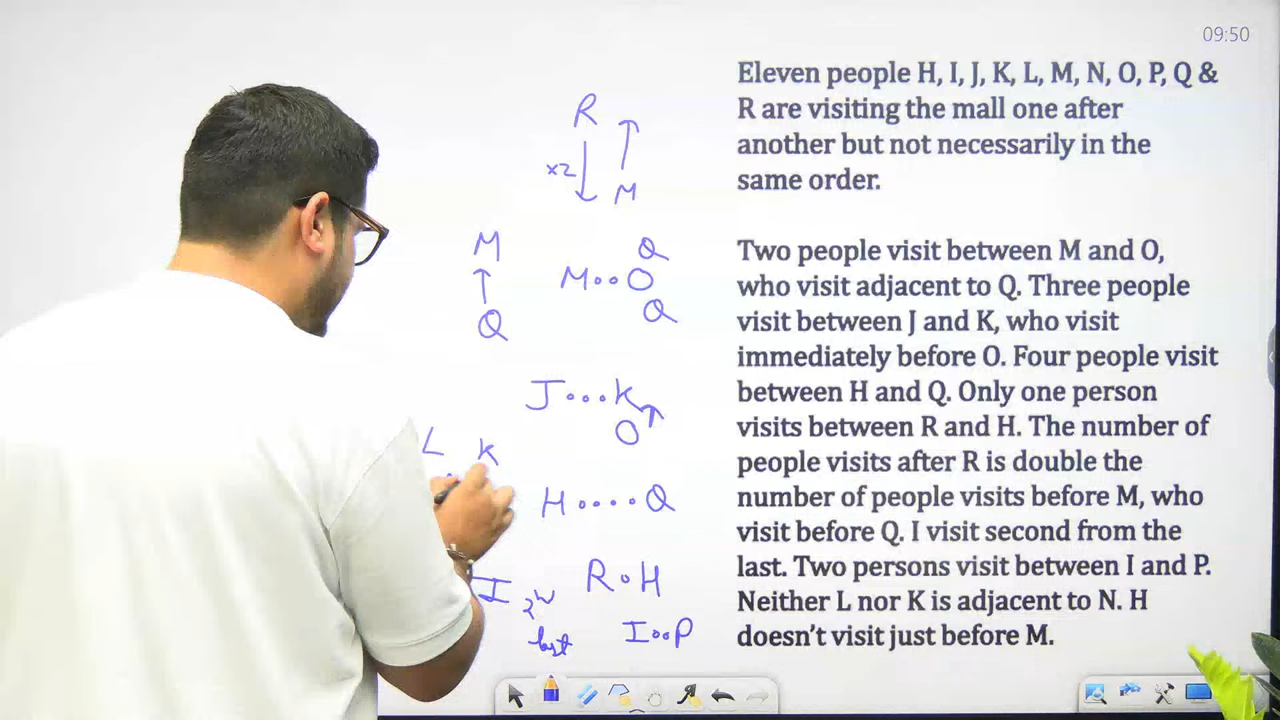 09:50
Eleven people H, I, J, K, L, M, N, O, P, Q &
R are visiting the mall one after
another but not necessarily in the
same order.
Two people visit between M and O,
who visit adjacent to Q. Three people
visit between J and K, who visit
immediately before O. Four people visit
between H and Q. Only one person
visits between R and H. The number of
people visits after R is double the
number of people visits before M, who
visit before Q. I visit second from the
last. Two persons visit between I and P.
Neither L nor K is adjacent to N. H
doesn't visit just before M.
R
×2
M
M
Q
Q
M o o O
Q
J o o o K
O
L K
H o o o o Q
R o H
I
last
I o o P